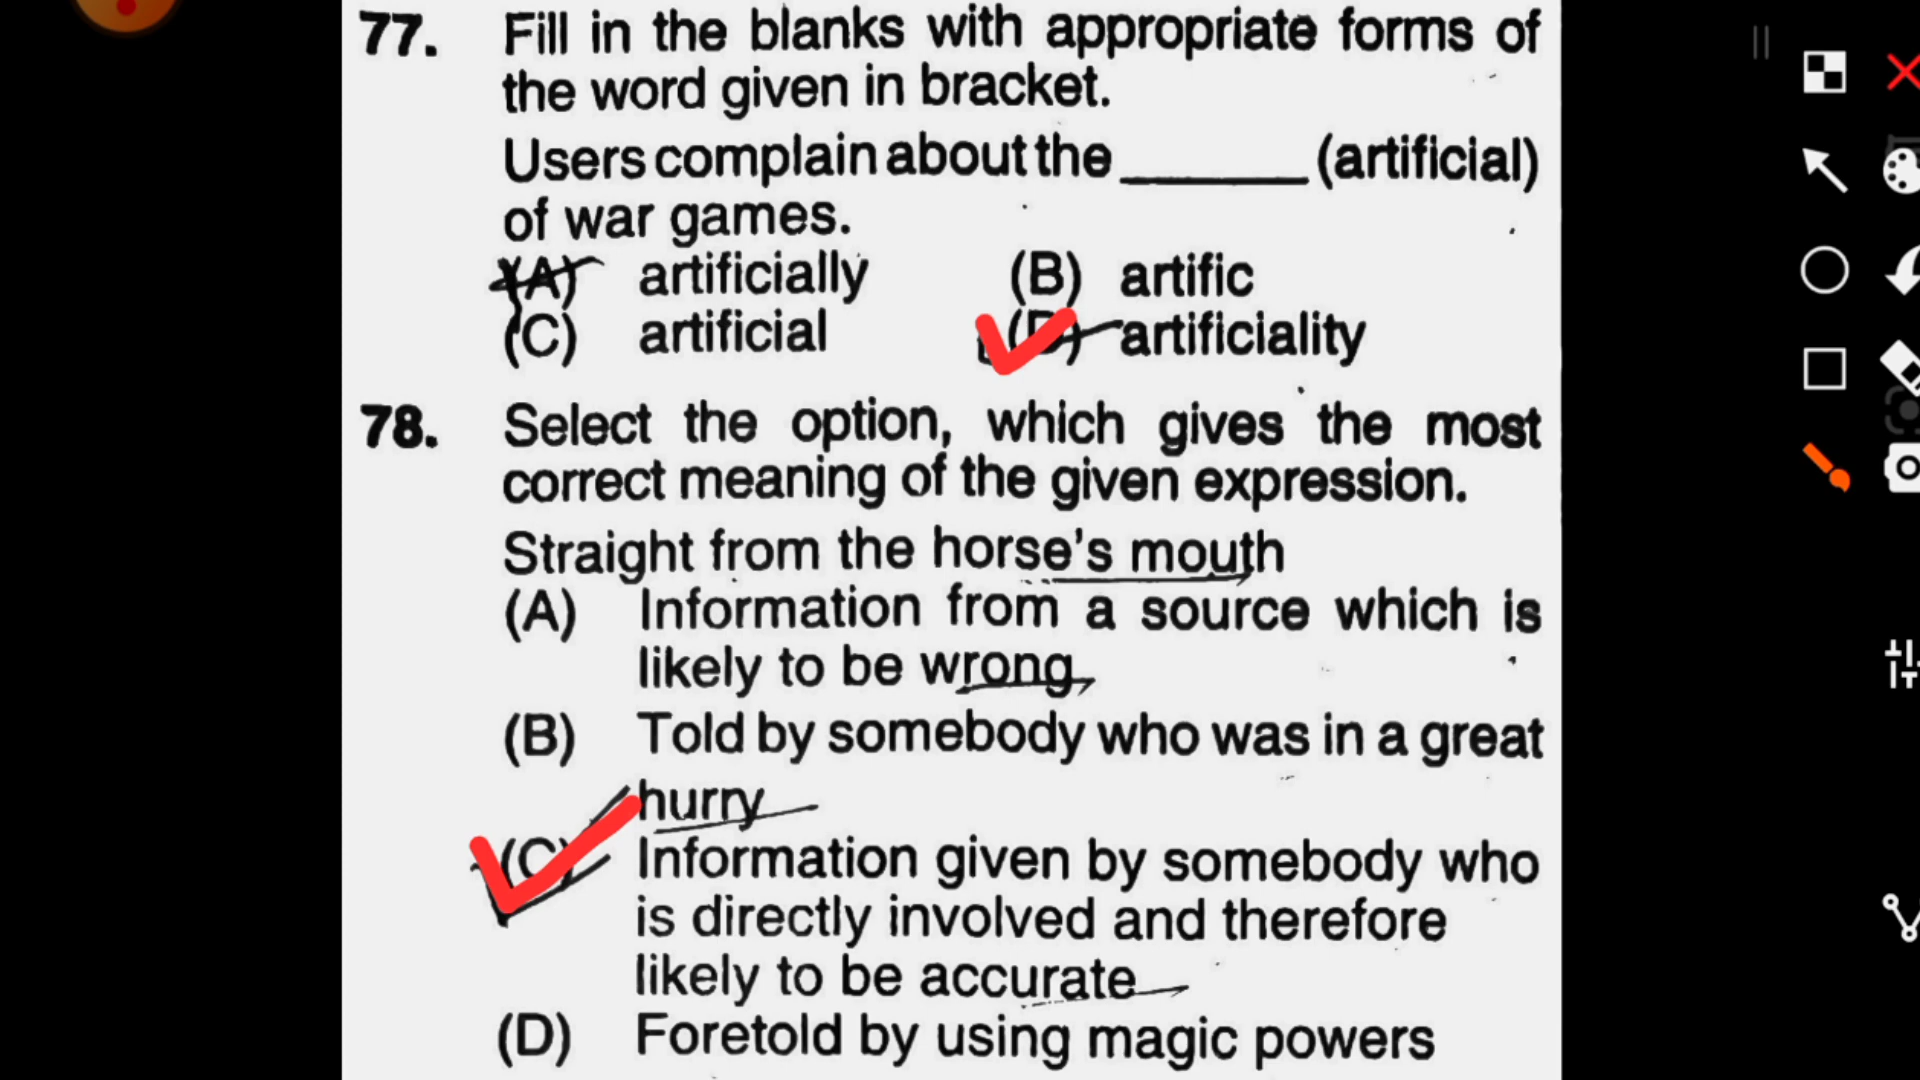 77. Fill in the blanks with appropriate forms of
the word given in bracket.
Users complain about the ________ (artificial)
of war games.
(A) artificially (B) artific
(C) artificial (D) artificiality
78. Select the option, which gives the most
correct meaning of the given expression.
Straight from the horse's mouth
(A) Information from a source which is
likely to be wrong
(B) Told by somebody who was in a great
hurry
(C) Information given by somebody who
is directly involved and therefore
likely to be accurate
(D) Foretold by using magic powers